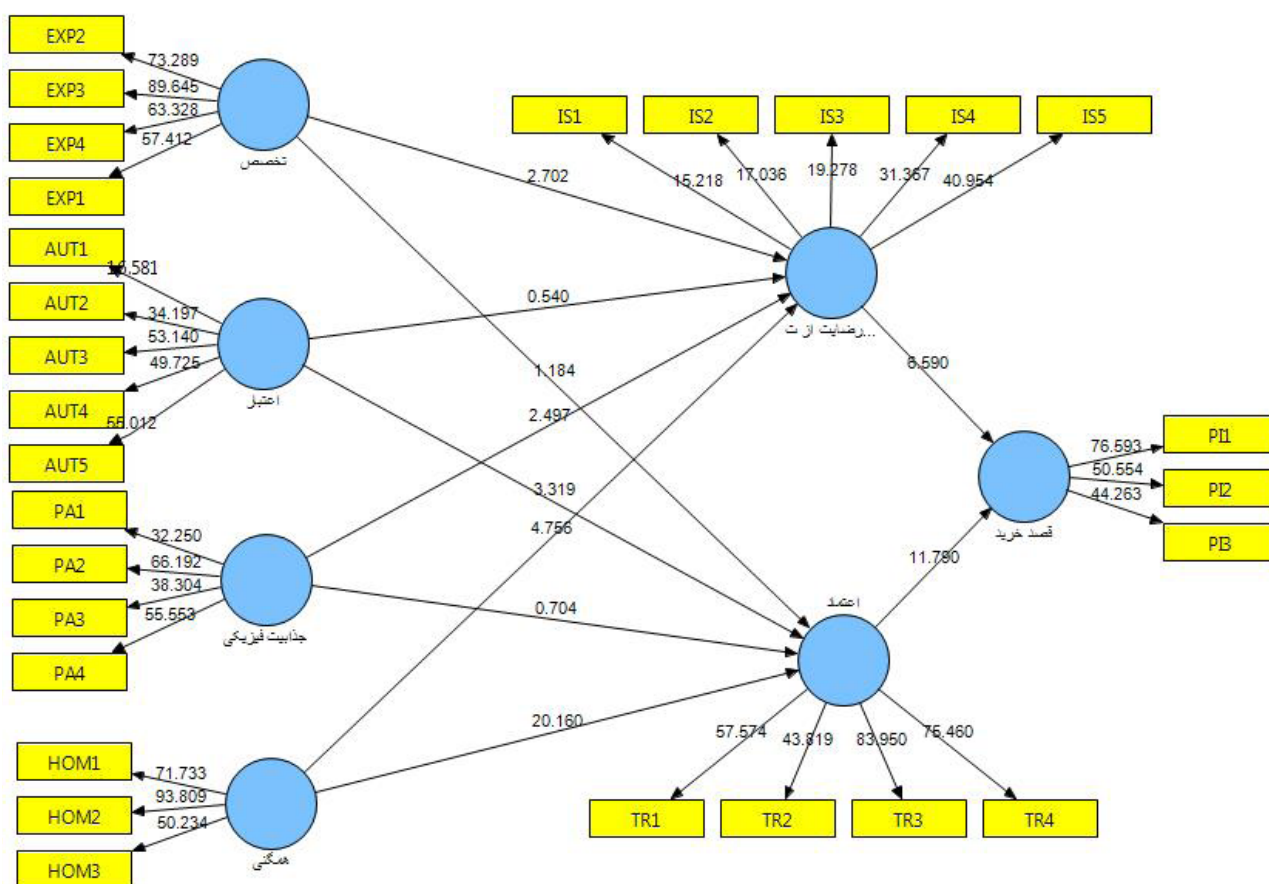 EXP2
73.289
EXP3
89.645
EXP4
63.328
57.412
EXP1
تخصص
AUT1
16.581
AUT2
34.197
AUT3
53.140
AUT4
49.725
55.012
AUT5
اعتبار
PA1
32.250
PA2
66.192
PA3
38.304
55.553
PA4
جذابیت فیزیکی
HOM1
71.733
HOM2
93.809
50.234
HOM3
همگنی
IS1
IS2
IS3
IS4
IS5
15.218
17.036
19.278
31.367
40.954
رضایت از ت...
2.702
0.540
1.184
2.497
3.319
4.756
0.704
20.160
6.590
11.790
اعتماد
57.574
43.819
83.950
75.460
TR1
TR2
TR3
TR4
قصد خرید
76.593
PI1
50.554
PI2
44.263
PI3